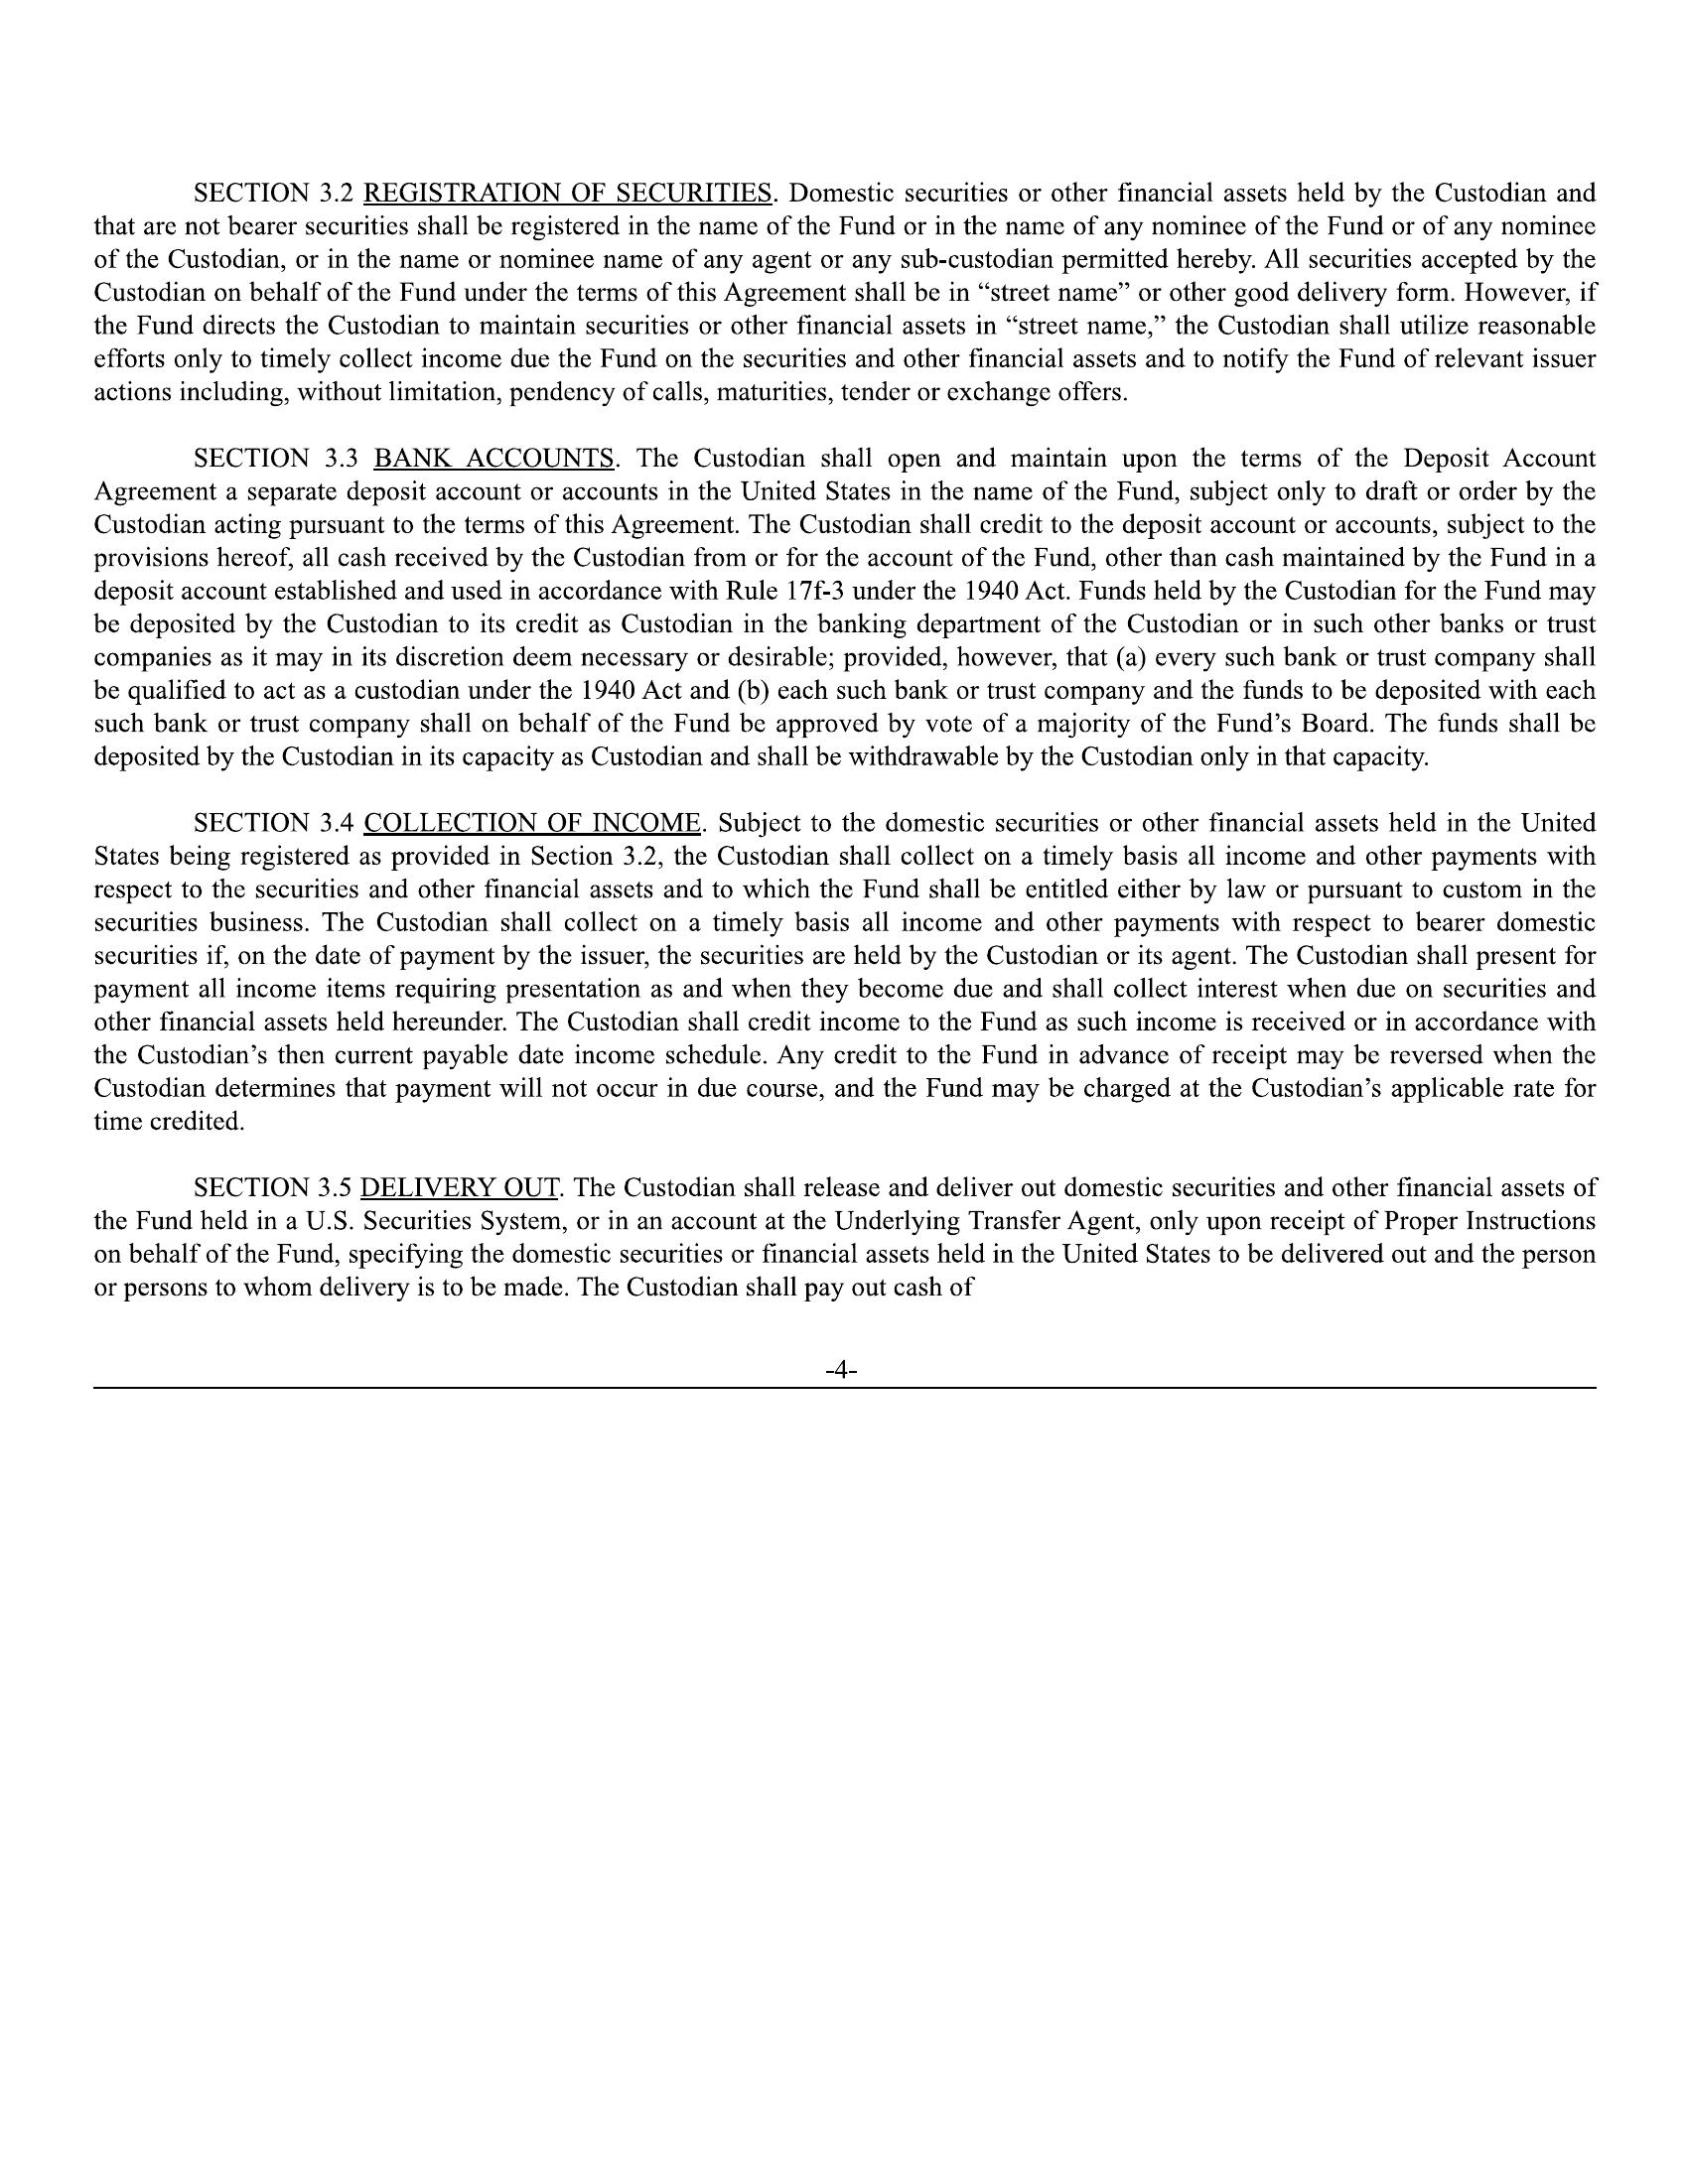 SECTION 3.2 REGISTRATION OF SECURITIES. Domestic securities or other financial assets held by the Custodian and
that are not bearer securities shall be registered in the name of the Fund or in the name of any nominee of the Fund or of any nominee
of the Custodian, or in the name or nominee name of any agent or any sub-custodian permitted hereby. All securities accepted by the
Custodian on behalf of the Fund under the terms of this Agreement shall be in “street name” or other good delivery form. However, if
the Fund directs the Custodian to maintain securities or other financial assets in “street name,” the Custodian shall utilize reasonable
efforts only to timely collect income due the Fund on the securities and other financial assets and to notify the Fund of relevant issuer
actions including, without limitation, pendency of calls, maturities, tender or exchange offers.
SECTION 3.3 BANK ACCOUNTS. The Custodian shall open and maintain upon the terms of the Deposit Account
Agreement a separate deposit account or accounts in the United States in the name of the Fund, subject only to draft or order by the
Custodian acting pursuant to the terms of this Agreement. The Custodian shall credit to the deposit account or accounts, subject to the
provisions hereof, all cash received by the Custodian from or for the account of the Fund, other than cash maintained by the Fund in a
deposit account established and used in accordance with Rule 17f-3 under the 1940 Act. Funds held by the Custodian for the Fund may
be deposited by the Custodian to its credit as Custodian in the banking department of the Custodian or in such other banks or trust
companies as it may in its discretion deem necessary or desirable; provided, however, that (a) every such bank or trust company shall
be qualified to act as a custodian under the 1940 Act and (b) each such bank or trust company and the funds to be deposited with each
such bank or trust company shall on behalf of the Fund be approved by vote of a majority of the Fund’s Board. The funds shall be
deposited by the Custodian in its capacity as Custodian and shall be withdrawable by the Custodian only in that capacity.
SECTION 3.4 COLLECTION OF INCOME. Subject to the domestic securities or other financial assets held in the United
States being registered as provided in Section 3.2, the Custodian shall collect on a timely basis all income and other payments with
respect to the securities and other financial assets and to which the Fund shall be entitled either by law or pursuant to custom in the
securities business. The Custodian shall collect on a timely basis all income and other payments with respect to bearer domestic
securities if, on the date of payment by the issuer, the securities are held by the Custodian or its agent. The Custodian shall present for
payment all income items requiring presentation as and when they become due and shall collect interest when due on securities and
other financial assets held hereunder. The Custodian shall credit income to the Fund as such income is received or in accordance with
the Custodian’s then current payable date income schedule. Any credit to the Fund in advance of receipt may be reversed when the
Custodian determines that payment will not occur in due course, and the Fund may be charged at the Custodian’s applicable rate for
time credited.
SECTION 3.5 DELIVERY OUT. The Custodian shall release and deliver out domestic securities and other financial assets of
the Fund held in a U.S. Securities System, or in an account at the Underlying Transfer Agent, only upon receipt of Proper Instructions
on behalf of the Fund, specifying the domestic securities or financial assets held in the United States to be delivered out and the person
or persons to whom delivery is to be made. The Custodian shall pay out cash of
-4-